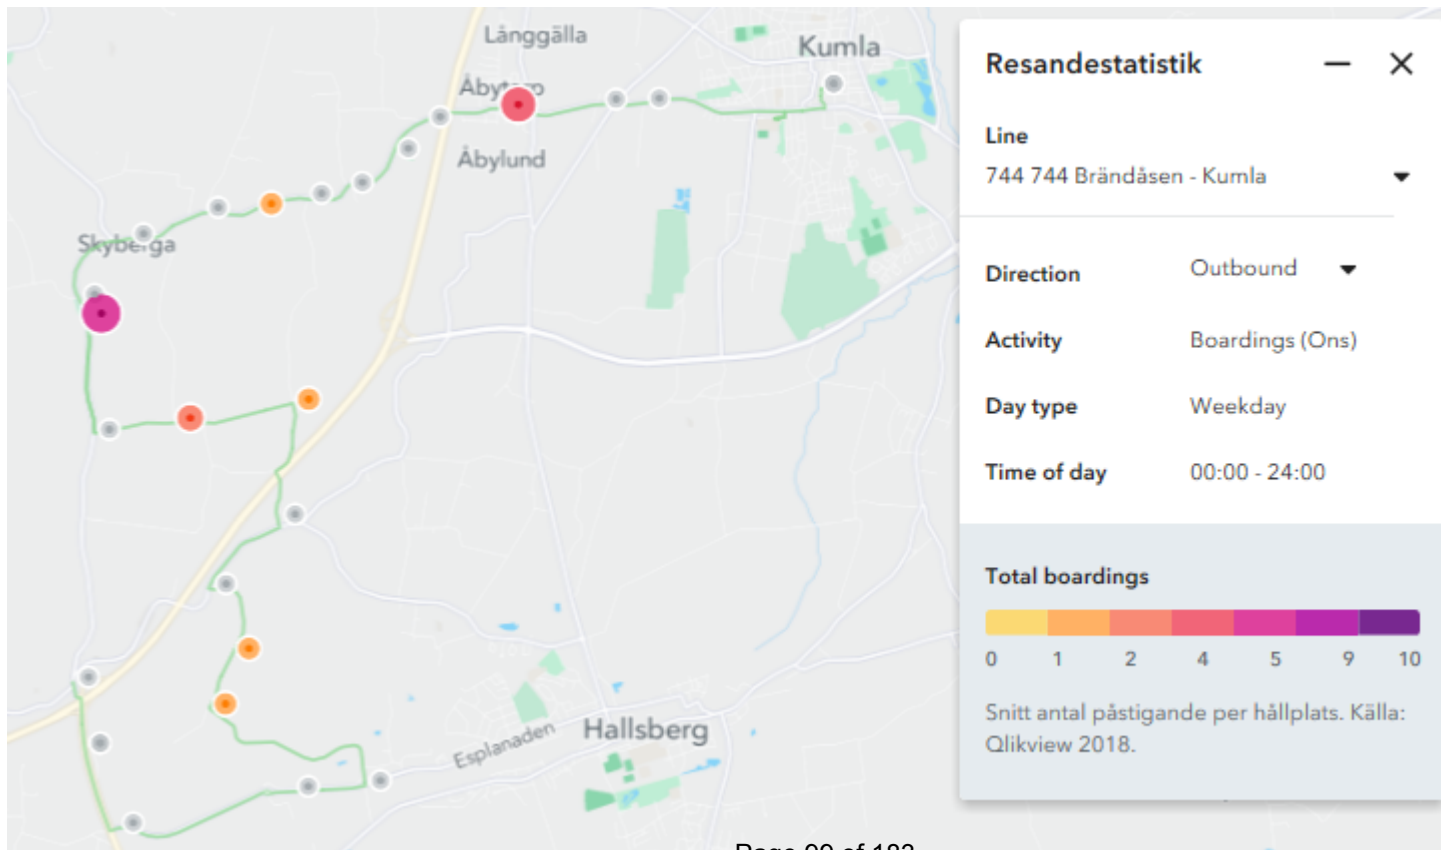 Långgälla
Kumla
Åbytorp
Åbylund
Skyberga
Hallsberg
Esplanaden
Resandestatistik
Line
744 744 Brändåsen - Kumla
Direction Outbound
Activity Boardings (Ons)
Day type Weekday
Time of day 00:00 - 24:00
Total boardings
0 1 2 4 5 9 10
Snitt antal påstigande per hållplats. Källa:
Qlikview 2018.